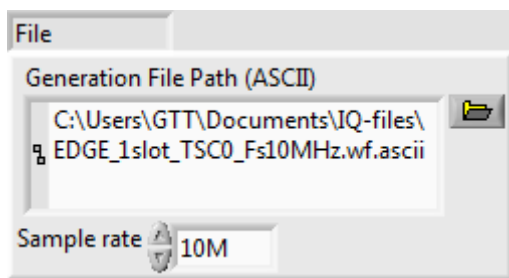 File
Generation File Path (ASCII)
C:\Users\GTT\Documents\IQ-files\
EDGE_1slot_TSC0_Fs10MHz.wf.ascii
Sample rate 10M